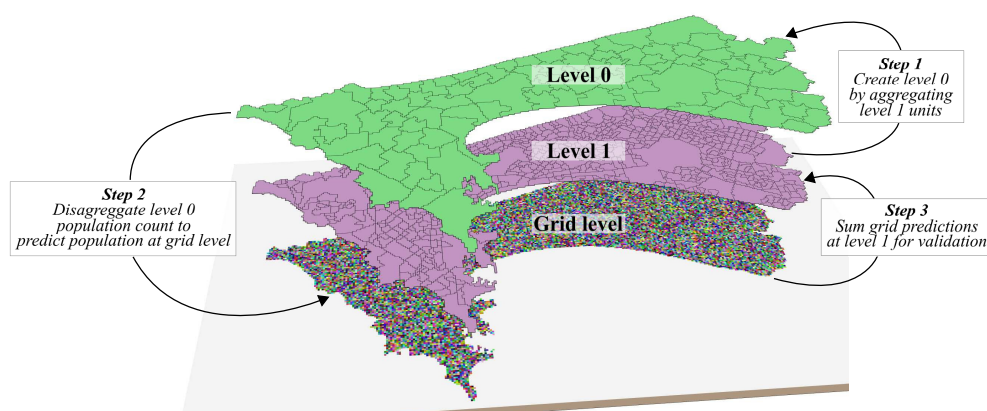 Level 0
Step 1
Create level 0
by aggregating
level 1 units
Level 1
Step 2
Disagreggate level 0
population count to
predict population at grid level
Grid level
Step 3
Sum grid predictions
at level 1 for validation